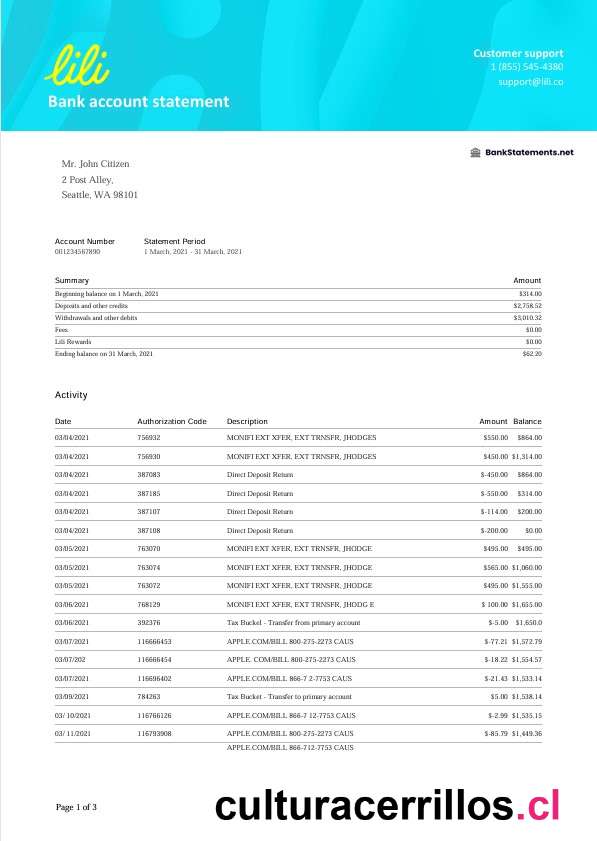 lili
Bank account statement
Customer support
1 (855) 545-4380
support@lili.co
BankStatements.net
Mr. John Citizen
2 Post Alley,
Seattle, WA 98101
Account Number Statement Period
001234567890 1 March, 2021 - 31 March, 2021
Summary Amount
Beginning balance on 1 March, 2021 $314.00
Deposits and other credits $2,758.52
Withdrawals and other debits $3,010.32
Fees $0.00
Lili Rewards $0.00
Ending balance on 31 March, 2021 $62.20
Activity
Date Authorization Code Description Amount Balance
03/04/2021 756932 MONIFI EXT XFER, EXT TRNSFR, JHODGES $550.00 $864.00
03/04/2021 756930 MONIFI EXT XFER, EXT TRNSFR, JHODGES $450.00 $1,314.00
03/04/2021 387083 Direct Deposit Return $-450.00 $864.00
03/04/2021 387185 Direct Deposit Return $-550.00 $314.00
03/04/2021 387107 Direct Deposit Return $-114.00 $200.00
03/04/2021 387108 Direct Deposit Return $-200.00 $0.00
03/05/2021 763070 MONIFI EXT XFER, EXT TRNSFR, JHODGE $495.00 $495.00
03/05/2021 763074 MONIFI EXT XFER, EXT TRNSFR, JHODGE $565.00 $1,060.00
03/05/2021 763072 MONIFI EXT XFER, EXT TRNSFR, JHODGE $495.00 $1,555.00
03/06/2021 768129 MONIFI EXT XFER, EXT TRNSFR, JHODG E $ 100.00 $1,655.00
03/06/2021 392376 Tax Bucket - Transfer from primary account $-5.00 $1,650.0
03/07/2021 116666453 APPLE.COM/BILL 800-275-2273 CAUS $-77.21 $1,572.79
03/07/202 116666454 APPLE. COM/BILL 800-275-2273 CAUS $-18.22 $1,554.57
03/07/2021 116696402 APPLE.COM/BILL 866-7 2-7753 CAUS $-21.43 $1,533.14
03/09/2021 784263 Tax Bucket - Transfer to primary account $5.00 $1,538.14
03/ 10/2021 116766126 APPLE.COM/BILL 866-7 12-7753 CAUS $-2.99 $1,535.15
03/ 11/2021 116793908 APPLE.COM/BILL 800-275-2273 CAUS $-85.79 $1,449.36
APPLE.COM/BILL 866-712-7753 CAUS
Page 1 of 3
culturacerrillos.cl